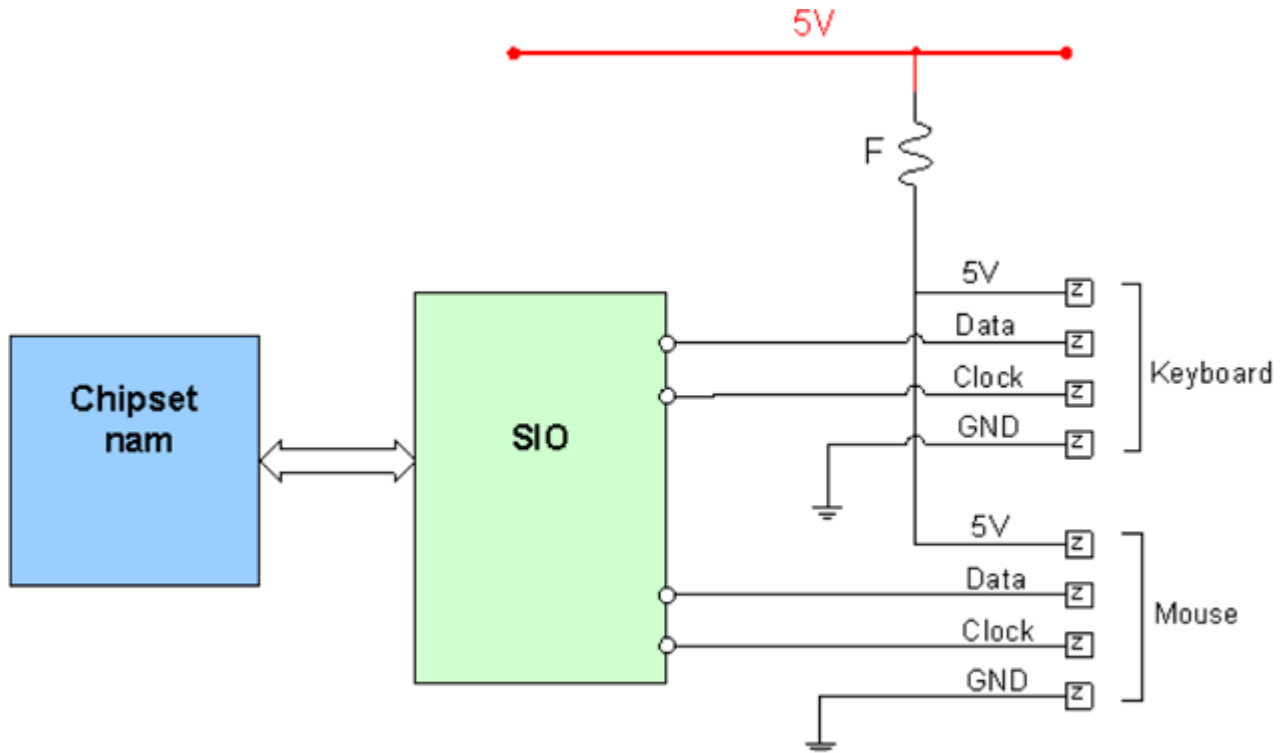 5V
F
5V
Data
Clock
GND
Keyboard
Chipset
nam
SIO
5V
Data
Clock
GND
Mouse
z
z
z
z
z
z
z
z